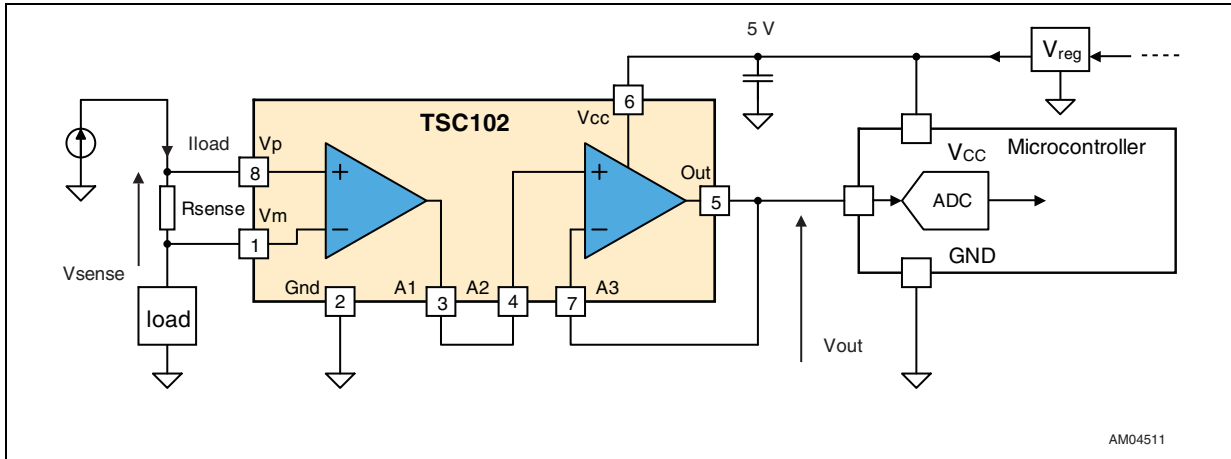 5 V
Vreg
6
Vcc
TSC102
Iload
Vp
8
+
Rsense
Vm
1
−
+
−
Out
5
VCC
Microcontroller
ADC
GND
Vsense
load
Gnd
2
A1
3
A2
4
7
A3
Vout
AM04511